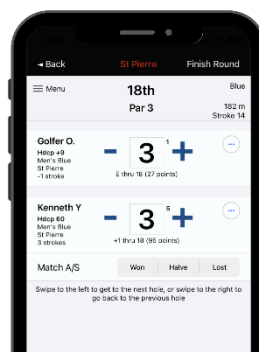 ◄ Back St Pierre Finish Round
☰ Menu 18th Blue
Par 3 182 m
Stroke 14
Golfer O.
Hdcp +9
Men's Blue
St Pierre
-1 stroke
- 3 1 +
thru 18 (27 points)
Kenneth Y
Hdcp 60
Men's Blue
St Pierre
3 strokes
- 3 5 +
+1 thru 18 (95 points)
Match A/S Won Halve Lost
Swipe to the left to get to the next hole, or swipe to the right to
go back to the previous hole